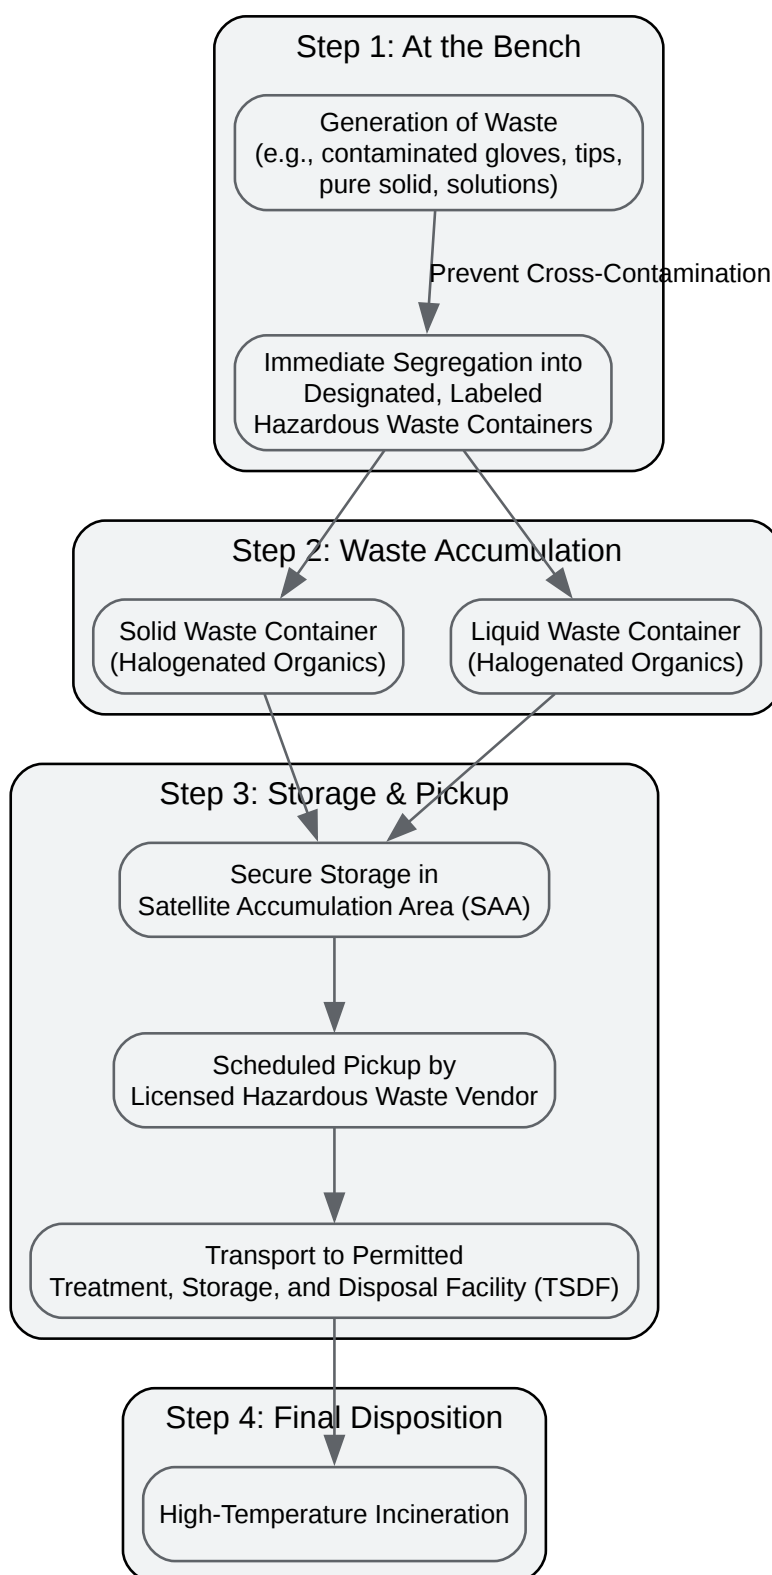 Step 1: At the Bench
Generation of Waste
(e.g., contaminated gloves, tips,
pure solid, solutions)
Prevent Cross-Contamination
Immediate Segregation into
Designated, Labeled
Hazardous Waste Containers
Step 2: Waste Accumulation
Solid Waste Container
(Halogenated Organics)
Liquid Waste Container
(Halogenated Organics)
Step 3: Storage & Pickup
Secure Storage in
Satellite Accumulation Area (SAA)
Scheduled Pickup by
Licensed Hazardous Waste Vendor
Transport to Permitted
Treatment, Storage, and Disposal Facility (TSDF)
Step 4: Final Disposition
High-Temperature Incineration